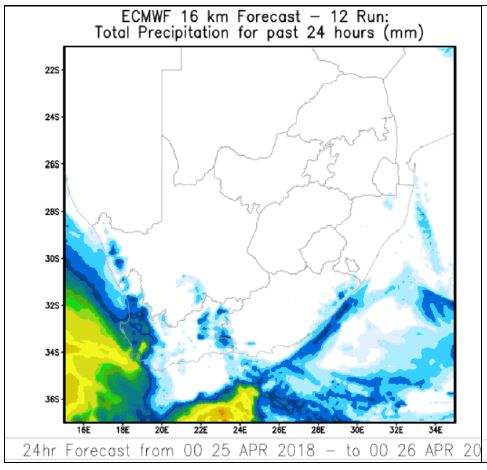 ECMWF 16 km Forecast – 12 Run:
Total Precipitation for past 24 hours (mm)
22S
24S
26S
28S
30S
32S
34S
36S
16E 18E 20E 22E 24E 26E 28E 30E 32E 34E
24hr Forecast from 00 25 APR 2018 – to 00 26 APR 20